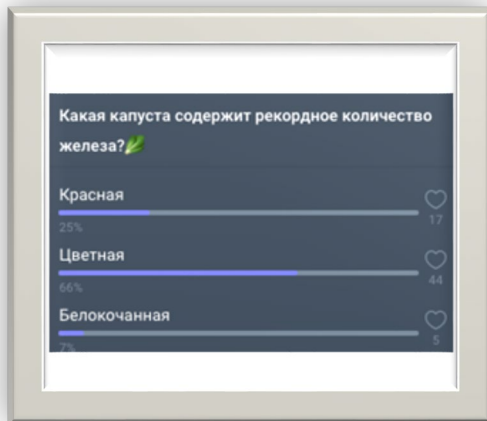 Какая капуста содержит рекордное количество
железа?🥬
Красная
25%
17
Цветная
66%
44
Белокочанная
7%
5